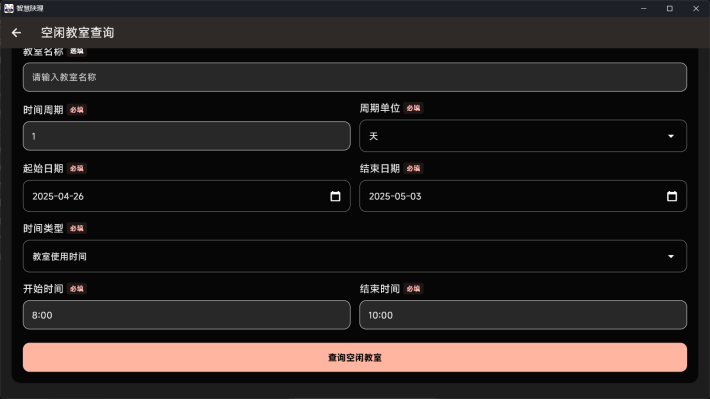 智慧陕理
空闲教室查询
教室名称 选填
请输入教室名称
时间周期 必填
周期单位 必填
1
天
起始日期 必填
结束日期 必填
2025-04-26
2025-05-03
时间类型 必填
教室使用时间
开始时间 必填
结束时间 必填
8:00
10:00
查询空闲教室